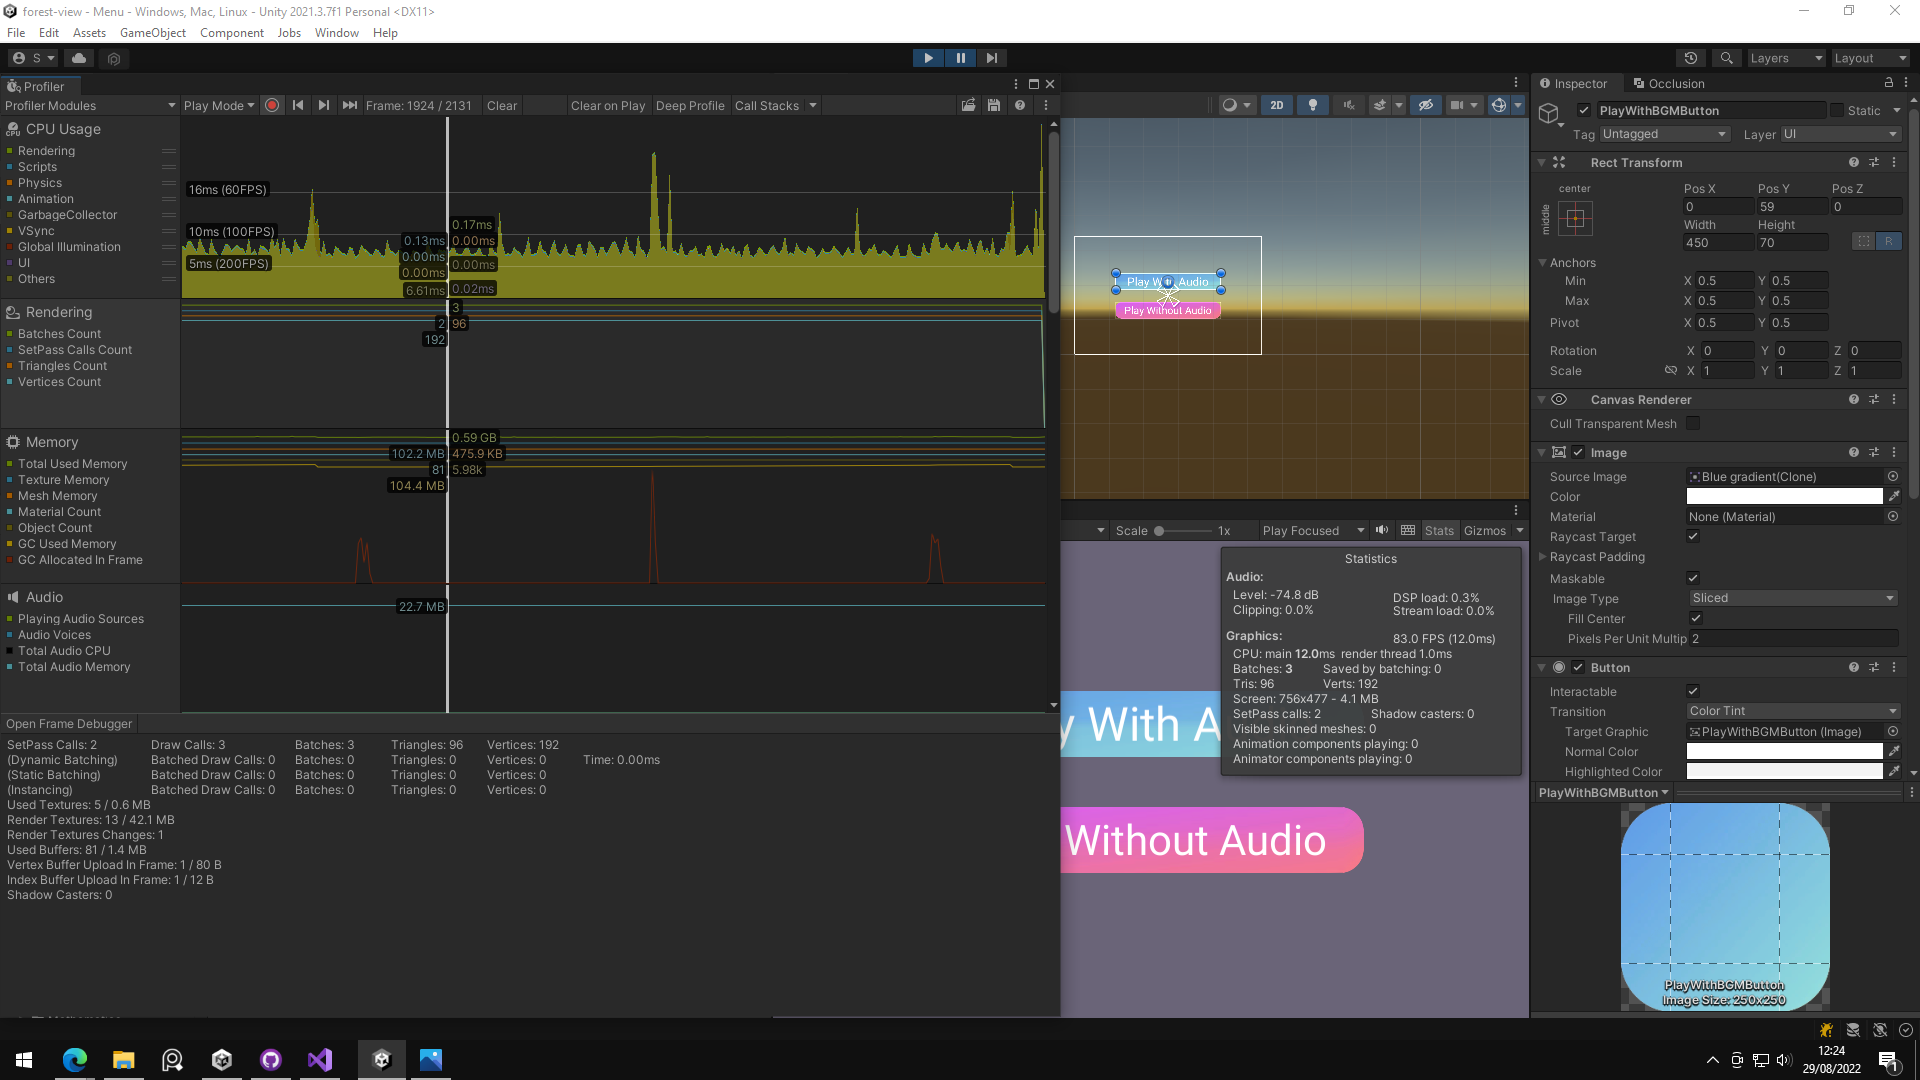 forest-view - Menu - Windows, Mac, Linux - Unity 2021.3.7f1 Personal <DX11>
File Edit Assets GameObject Component Jobs Window Help
S
Layers
Layout
Profiler
Profiler Modules
Play Mode
Frame: 1924 / 2131
Clear
Clear on Play
Deep Profile
Call Stacks
CPU Usage
Rendering
Scripts
Physics
Animation
GarbageCollector
VSync
Global Illumination
UI
Others
16ms (60FPS)
10ms (100FPS)
5ms (200FPS)
0.17ms
0.13ms 0.00ms
0.00ms
0.00ms 0.00ms
6.61ms 0.02ms
Rendering
Batches Count
SetPass Calls Count
Triangles Count
Vertices Count
3
2 96
192
Memory
Total Used Memory
Texture Memory
Mesh Memory
Material Count
Object Count
GC Used Memory
GC Allocated In Frame
0.59 GB
102.2 MB 475.9 KB
81 5.98k
104.4 MB
Audio
Playing Audio Sources
Audio Voices
Total Audio CPU
Total Audio Memory
22.7 MB
Open Frame Debugger
SetPass Calls: 2 Draw Calls: 3 Batches: 3 Triangles: 96 Vertices: 192
(Dynamic Batching) Batched Draw Calls: 0 Batches: 0 Triangles: 0 Vertices: 0 Time: 0.00ms
(Static Batching) Batched Draw Calls: 0 Batches: 0 Triangles: 0 Vertices: 0
(Instancing) Batched Draw Calls: 0 Batches: 0 Triangles: 0 Vertices: 0
Used Textures: 5 / 0.6 MB
Render Textures: 13 / 42.1 MB
Render Textures Changes: 1
Used Buffers: 81 / 1.4 MB
Vertex Buffer Upload In Frame: 1 / 80 B
Index Buffer Upload In Frame: 1 / 12 B
Shadow Casters: 0
2D
Play With Audio
Play Without Audio
Scale 1x Play Focused Stats Gizmos
Statistics
Audio:
Level: -74.8 dB DSP load: 0.3%
Clipping: 0.0% Stream load: 0.0%
Graphics: 83.0 FPS (12.0ms)
CPU: main 12.0ms render thread 1.0ms
Batches: 3 Saved by batching: 0
Tris: 96 Verts: 192
Screen: 756x477 - 4.1 MB
SetPass calls: 2 Shadow casters: 0
Visible skinned meshes: 0
Animation components playing: 0
Animator components playing: 0
y With A
Without Audio
Inspector
Occlusion
PlayWithBGMButton Static
Tag Untagged Layer UI
Rect Transform
center
middle
Pos X Pos Y Pos Z
0 59 0
Width Height
450 70
R
Anchors
Min X 0.5 Y 0.5
Max X 0.5 Y 0.5
Pivot X 0.5 Y 0.5
Rotation X 0 Y 0 Z 0
Scale X 1 Y 1 Z 1
Canvas Renderer
Cull Transparent Mesh
Image
Source Image Blue gradient(Clone)
Color
Material None (Material)
Raycast Target
Raycast Padding
Maskable
Image Type Sliced
Fill Center
Pixels Per Unit Multip 2
Button
Interactable
Transition Color Tint
Target Graphic PlayWithBGMButton (Image)
Normal Color
Highlighted Color
PlayWithBGMButton
PlayWithBGMButton
Image Size: 250x250
12:24
29/08/2022
1